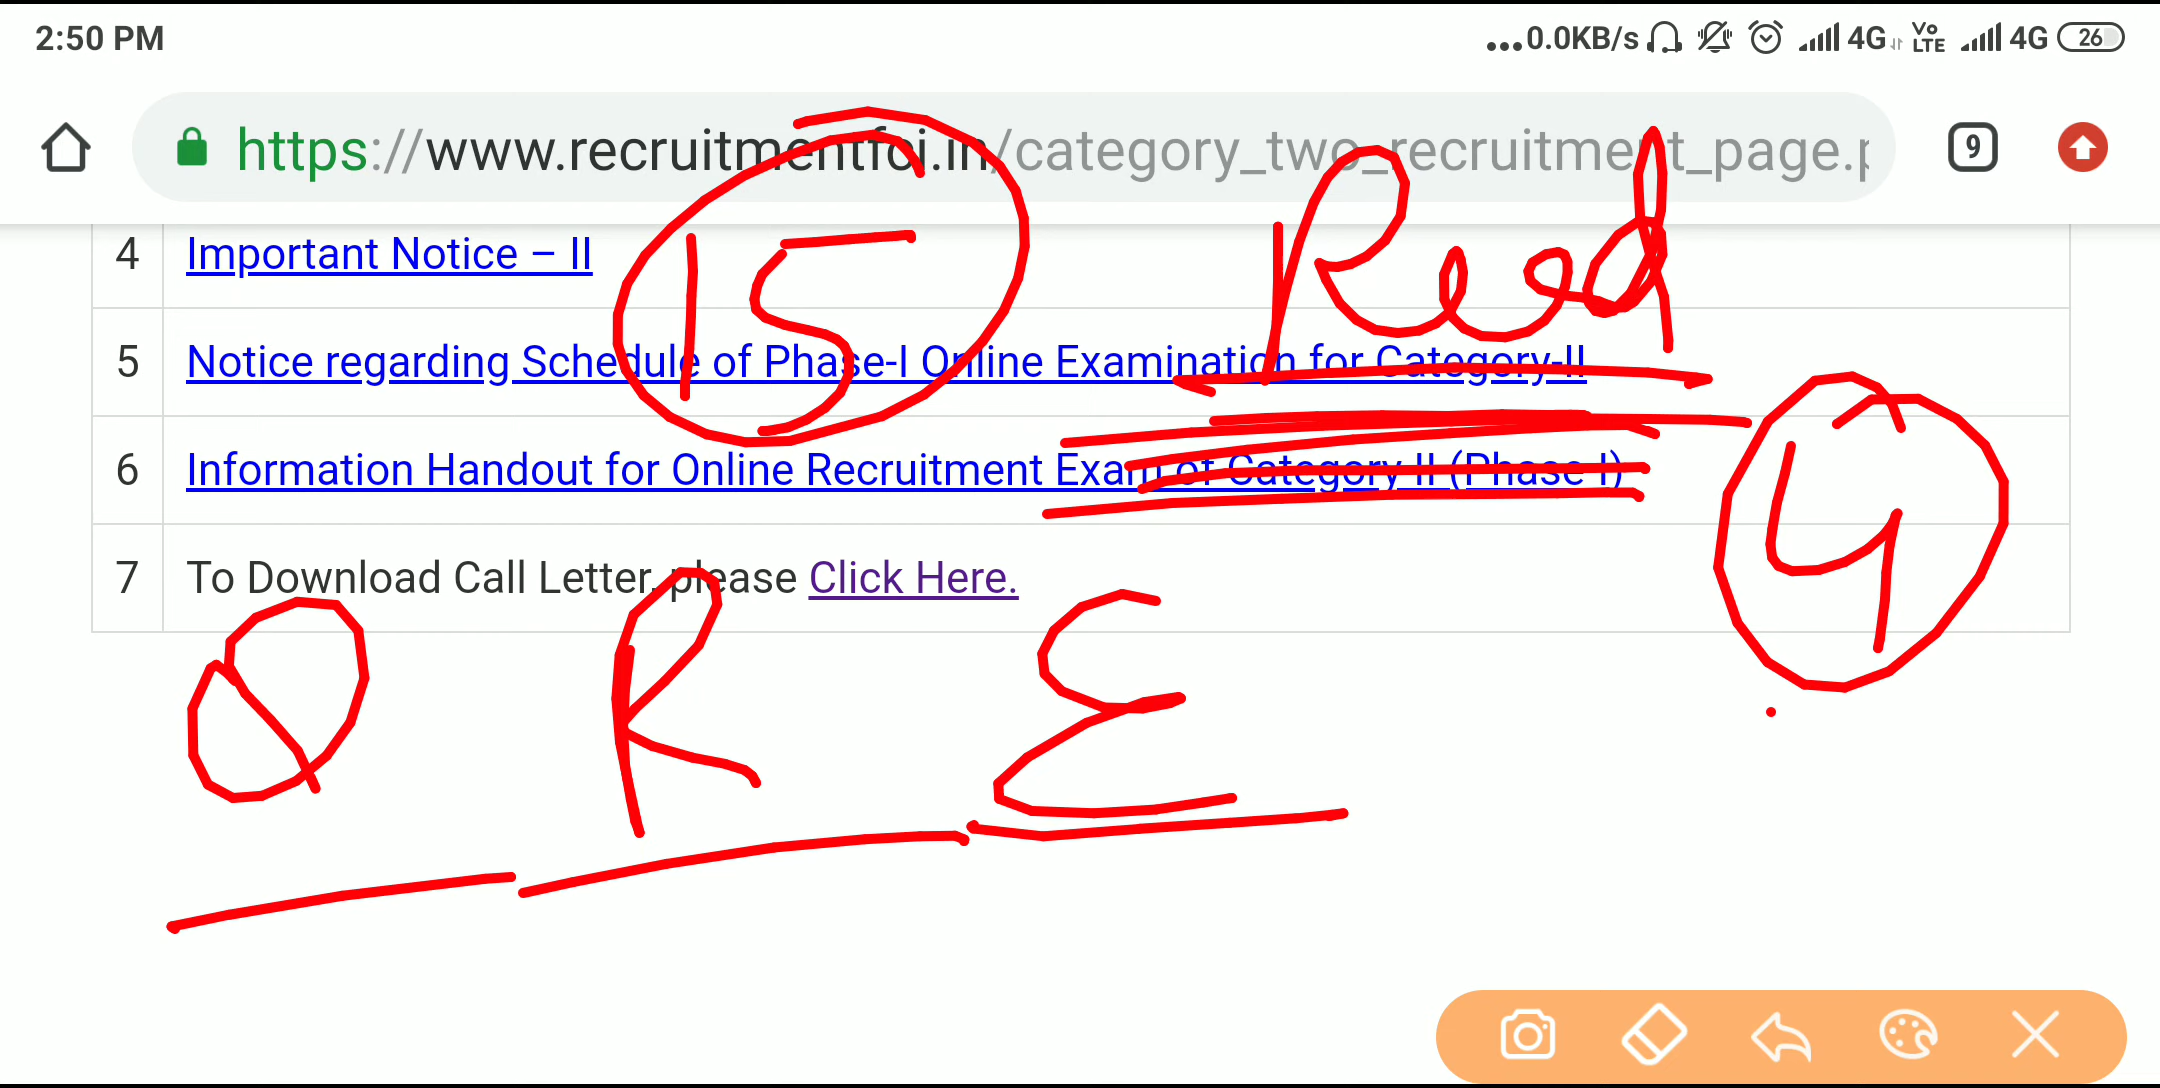 2:50 PM ...0.0KB/s 4G Vo LTE 4G 26
https://www.recruitmentfci.in/category_two_recruitment_page.p 9
15 Read
4 Important Notice – II
5 Notice regarding Schedule of Phase-I Online Examination for Category-II
6 Information Handout for Online Recruitment Exam of Category II (Phase I)
4
7 To Download Call Letter, please Click Here.
Q R E